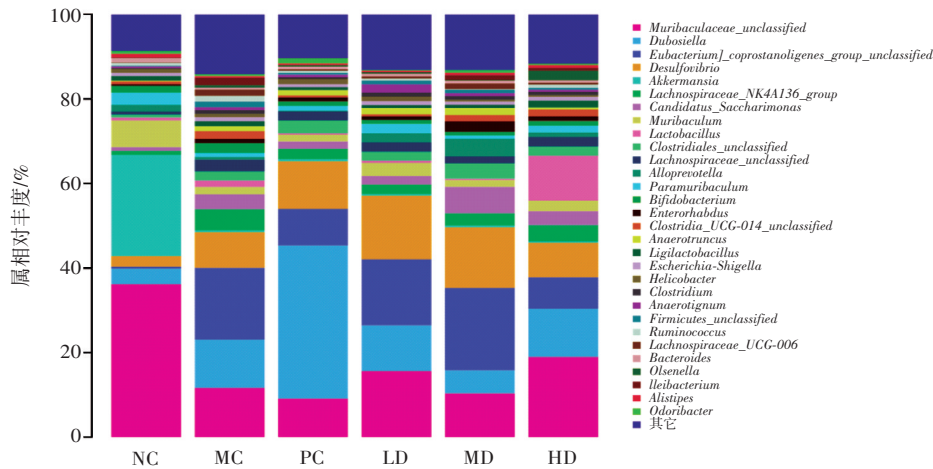 100
80
60
40
20
0
属相对丰度/%
NC MC PC LD MD HD
Muribaculaceae_unclassified
Dubosiella
Eubacterium]_coprostanoligenes_group_unclassified
Desulfovibrio
Akkermansia
Lachnospiraceae_NK4A136_group
Candidatus_Saccharimonas
Muribaculum
Lactobacillus
Clostridiales_unclassified
Lachnospiraceae_unclassified
Alloprevotella
Paramuribaculum
Bifidobacterium
Enterorhabdus
Clostridia_UCG-014_unclassified
Anaerotruncus
Ligilactobacillus
Escherichia-Shigella
Helicobacter
Clostridium
Anaerotignum
Firmicutes_unclassified
Ruminococcus
Lachnospiraceae_UCG-006
Bacteroides
Olsenella
lleibacterium
Alistipes
Odoribacter
其它